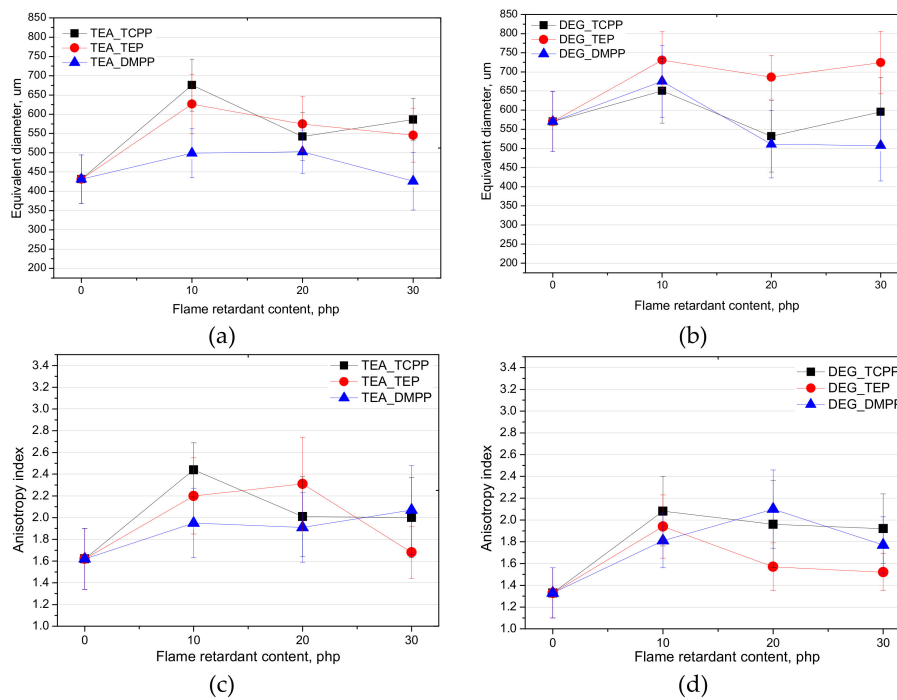 TEA_TCPP
TEA_TEP
TEA_DMPP
Equivalent diameter, um
800
750
700
650
600
550
500
450
400
350
300
250
200
0
10
20
30
Flame retardant content, php
(a)
DEG_TCPP
DEG_TEP
DEG_DMPP
Equivalent diameter, um
850
800
750
700
650
600
550
500
450
400
350
300
250
200
0
10
20
30
Flame retardant content, php
(b)
TEA_TCPP
TEA_TEP
TEA_DMPP
Anisotropy index
3.4
3.2
3.0
2.8
2.6
2.4
2.2
2.0
1.8
1.6
1.4
1.2
1.0
0
10
20
30
Flame retardant content, php
(c)
DEG_TCPP
DEG_TEP
DEG_DMPP
Anisotropy index
3.4
3.2
3.0
2.8
2.6
2.4
2.2
2.0
1.8
1.6
1.4
1.2
1.0
0
10
20
30
Flame retardant content, php
(d)